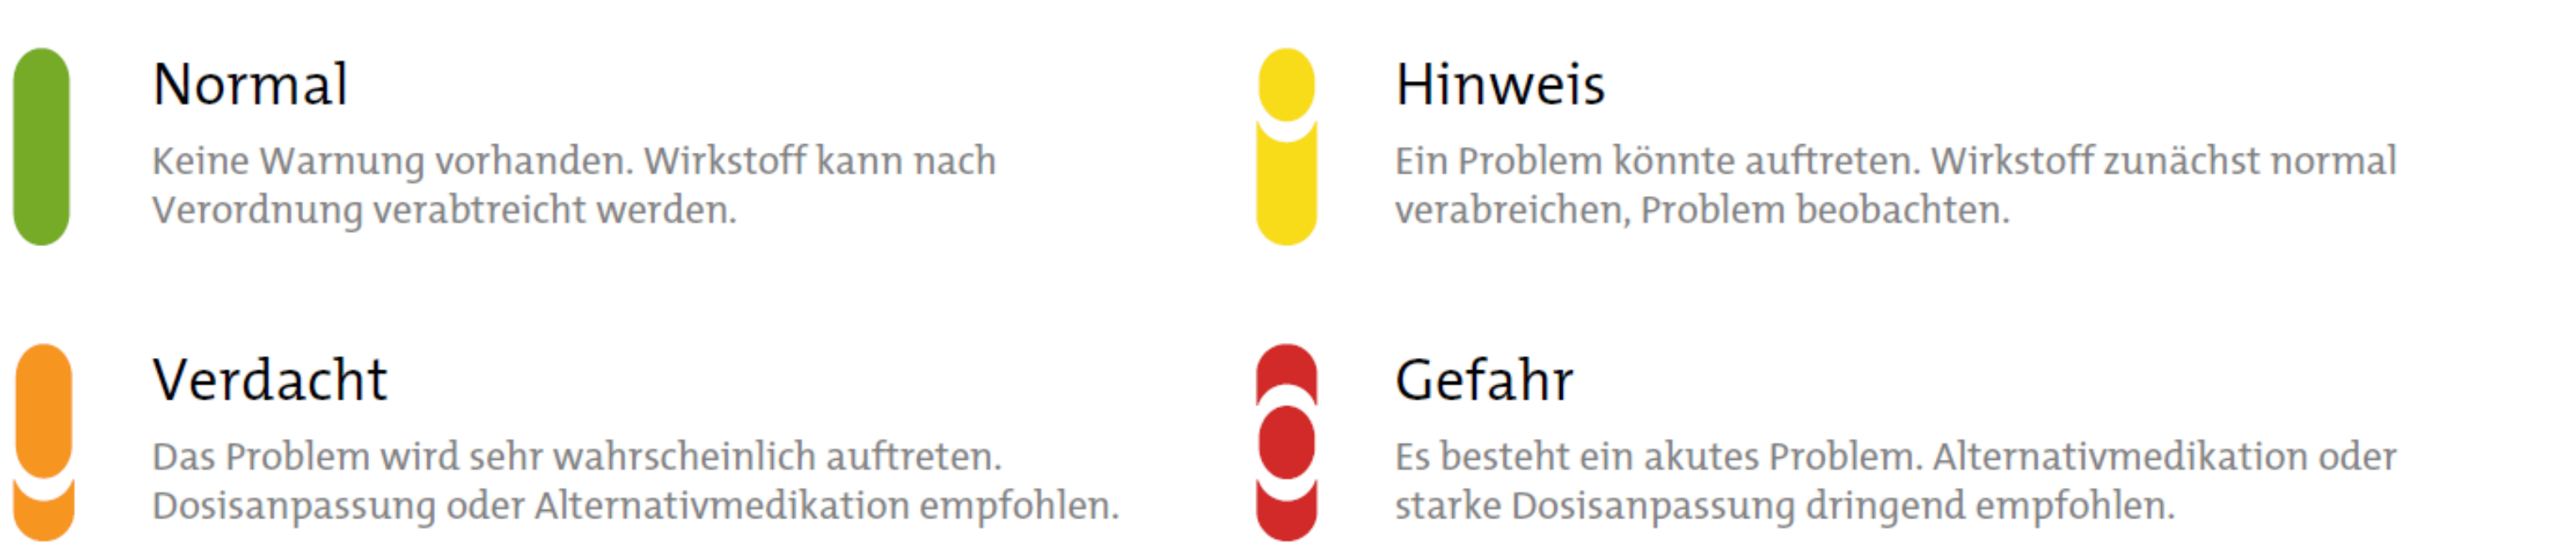 Normal
Keine Warnung vorhanden. Wirkstoff kann nach
Verordnung verabtreicht werden.
Hinweis
Ein Problem könnte auftreten. Wirkstoff zunächst normal
verabreichen, Problem beobachten.
Verdacht
Das Problem wird sehr wahrscheinlich auftreten.
Dosisanpassung oder Alternativmedikation empfohlen.
Gefahr
Es besteht ein akutes Problem. Alternativmedikation oder
starke Dosisanpassung dringend empfohlen.